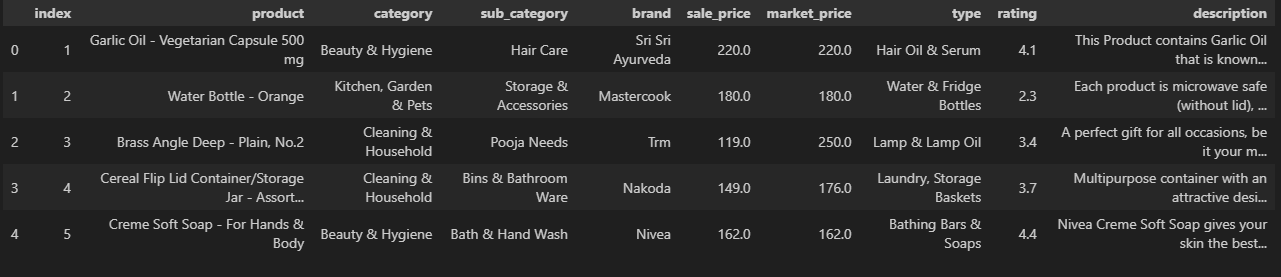 index product category sub_category brand sale_price market_price type rating description
0 1 Garlic Oil - Vegetarian Capsule 500 mg Beauty & Hygiene Hair Care Sri Sri Ayurveda 220.0 220.0 Hair Oil & Serum 4.1 This Product contains Garlic Oil that is known...
1 2 Water Bottle - Orange Kitchen, Garden & Pets Storage & Accessories Mastercook 180.0 180.0 Water & Fridge Bottles 2.3 Each product is microwave safe (without lid), ...
2 3 Brass Angle Deep - Plain, No.2 Cleaning & Household Pooja Needs Trm 119.0 250.0 Lamp & Lamp Oil 3.4 A perfect gift for all occasions, be it your m...
3 4 Cereal Flip Lid Container/Storage Jar - Assort... Cleaning & Household Bins & Bathroom Ware Nakoda 149.0 176.0 Laundry, Storage Baskets 3.7 Multipurpose container with an attractive desi...
4 5 Creme Soft Soap - For Hands & Body Beauty & Hygiene Bath & Hand Wash Nivea 162.0 162.0 Bathing Bars & Soaps 4.4 Nivea Creme Soft Soap gives your skin the best...